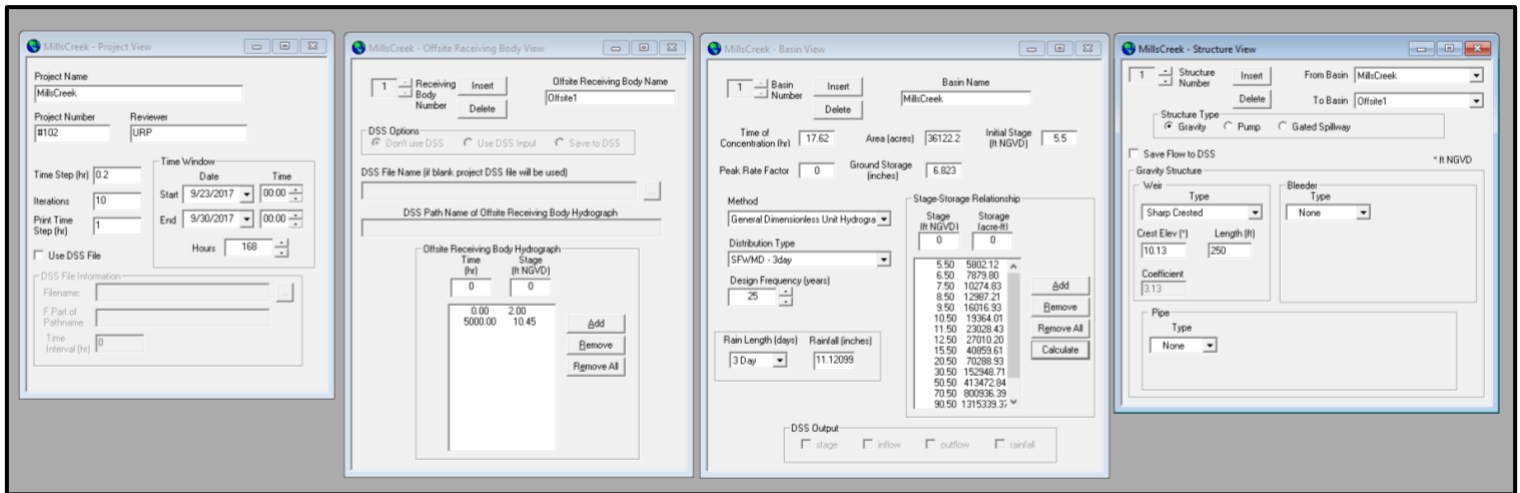 MillsCreek - Project View
Project Name
MillsCreek
Project Number Reviewer
#102 URP
Time Step (hr) 0.2
Iterations 10
Print Time Step (hr) 1
Use DSS File
Time Window
Date Time
Start 9/23/2017 00:00
End 9/30/2017 00:00
Hours 168
DSS File Information
Filename: ...
F Part of Pathname
Time Interval (hr) 0
MillsCreek - Offsite Receiving Body View
1 Receiving Body Number Insert Delete
Offsite Receiving Body Name
Offsite1
DSS Options
Don't use DSS Use DSS Input Save to DSS
DSS File Name (if blank project DSS file will be used)
...
DSS Path Name of Offsite Receiving Body Hydrograph
Offsite Receiving Body Hydrograph
Time (hr) Stage (ft NGVD)
0 0
0.00 2.00
5000.00 10.45
Add
Remove
Remove All
MillsCreek - Basin View
1 Basin Number Insert Delete
Basin Name
MillsCreek
Time of Concentration (hr) 17.62 Area (acres) 36122.2 Initial Stage (ft NGVD) 5.5
Peak Rate Factor 0 Ground Storage (inches) 6.823
Method
General Dimensionless Unit Hydrogra
Distribution Type
SFWMD - 3day
Design Frequency (years)
25
Rain Length (days) Rainfall (inches)
3 Day 11.12099
Stage-Storage Relationship
Stage (ft NGVD) Storage (acre-ft)
0 0
5.50 5802.12
6.50 7879.80
7.50 10274.83
8.50 12987.21
9.50 16016.93
10.50 19364.01
11.50 23028.43
12.50 27010.20
15.50 40859.61
20.50 70288.93
30.50 152948.71
50.50 413472.84
70.50 800936.39
90.50 1315339.37
Add
Remove
Remove All
Calculate
DSS Output
stage inflow outflow rainfall
MillsCreek - Structure View
1 Structure Number Insert Delete
From Basin MillsCreek
To Basin Offsite1
Structure Type
Gravity Pump Gated Spillway
Save Flow to DSS
* ft NGVD
Gravity Structure
Weir
Type
Sharp Crested
Crest Elev (*) Length (ft)
10.13 250
Coefficient
3.13
Bleeder
Type
None
Pipe
Type
None